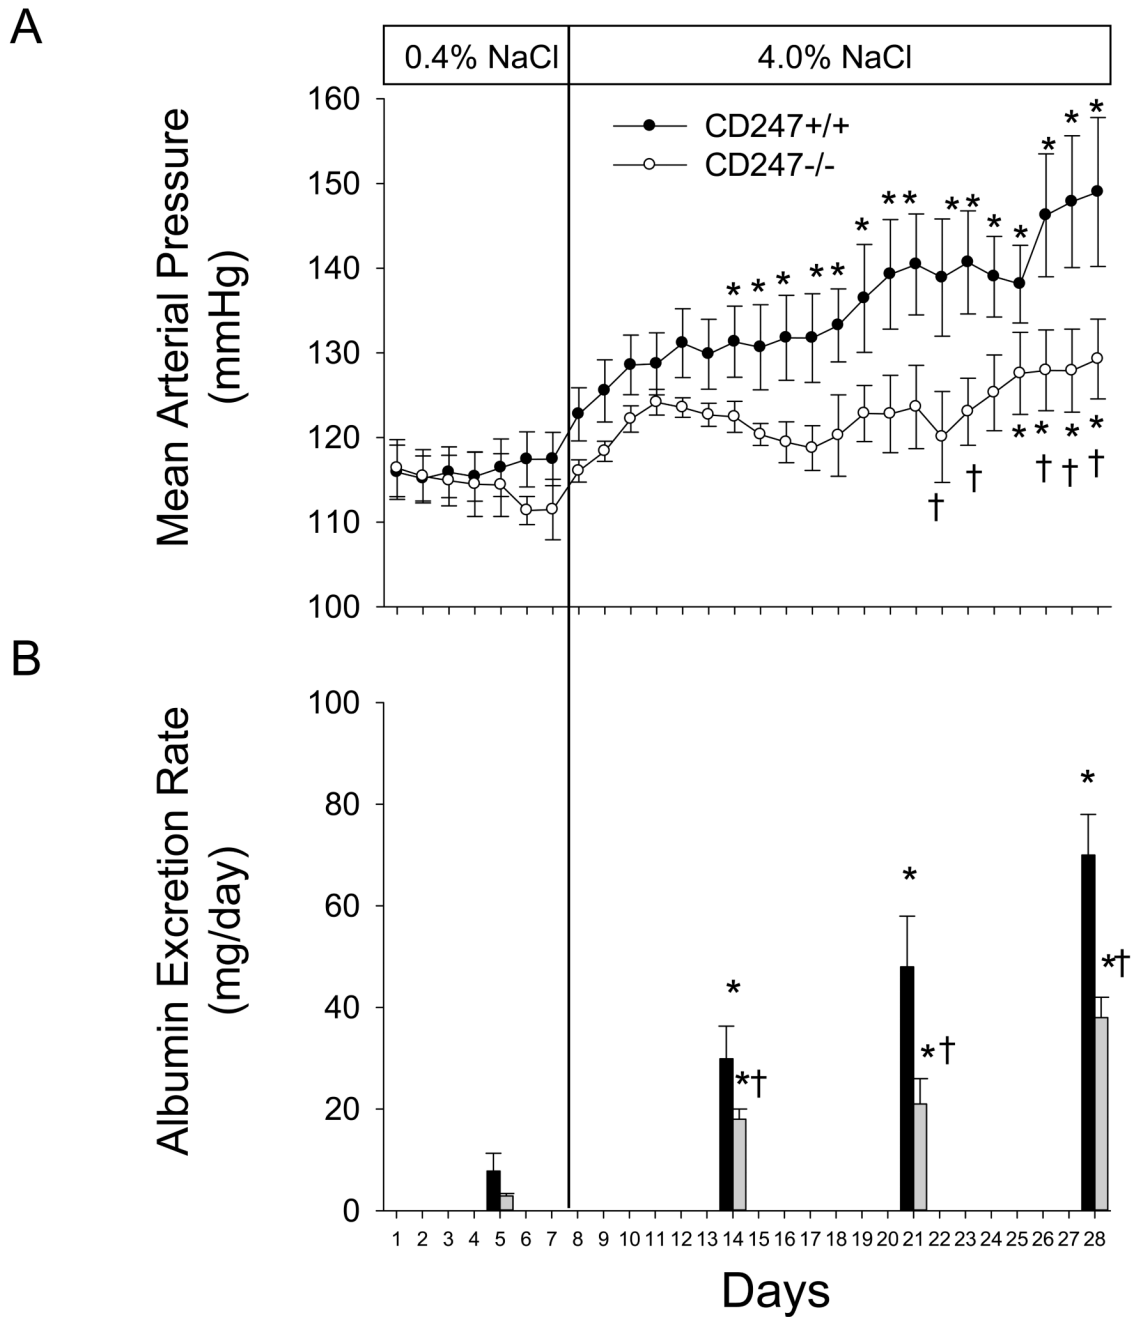 A
0.4% NaCl 4.0% NaCl
Mean Arterial Pressure
(mmHg)
160
150
140
130
120
110
100
CD247+/+
CD247-/-
* * * * * * * * * * * * * * *
* * * *
† † † † †
B
Albumin Excretion Rate
(mg/day)
100
80
60
40
20
0
*
*†
*
*†
*
*†
1 2 3 4 5 6 7 8 9 10 11 12 13 14 15 16 17 18 19 20 21 22 23 24 25 26 27 28
Days